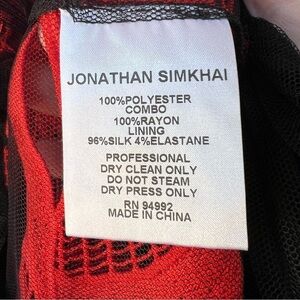 JONATHAN SIMKHAI
100%POLYESTER
COMBO
100%RAYON
LINING
96%SILK 4%ELASTANE
PROFESSIONAL
DRY CLEAN ONLY
DO NOT STEAM
DRY PRESS ONLY
RN 94992
MADE IN CHINA